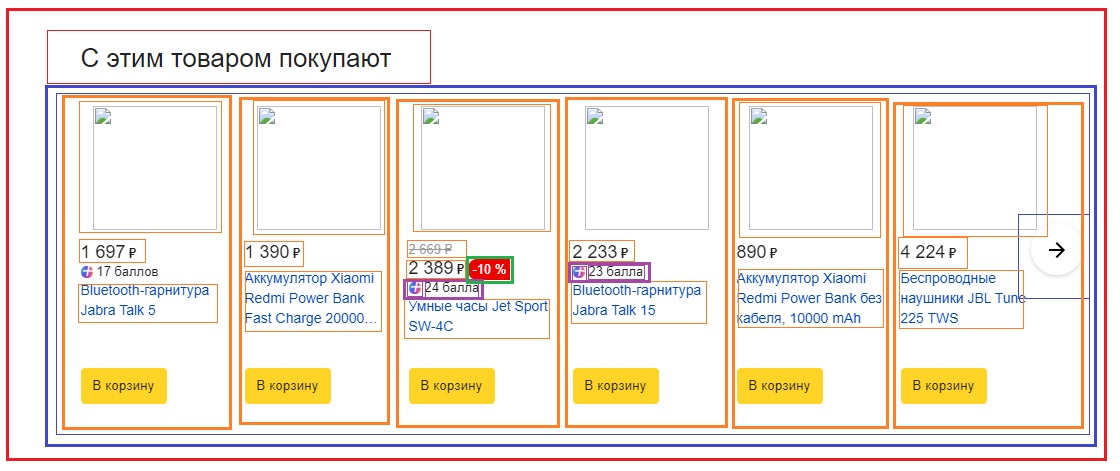 С этим товаром покупают
1 697 ₽
17 баллов
Bluetooth-гарнитура
Jabra Talk 5
В корзину
1 390 ₽
Аккумулятор Xiaomi
Redmi Power Bank
Fast Charge 20000…
В корзину
2 669 ₽
2 389 ₽ -10 %
24 балла
Умные часы Jet Sport
SW-4C
В корзину
2 233 ₽
23 балла
Bluetooth-гарнитура
Jabra Talk 15
В корзину
890 ₽
Аккумулятор Xiaomi
Redmi Power Bank без
кабеля, 10000 mAh
В корзину
4 224 ₽
Беспроводные
наушники JBL Tune
225 TWS
В корзину